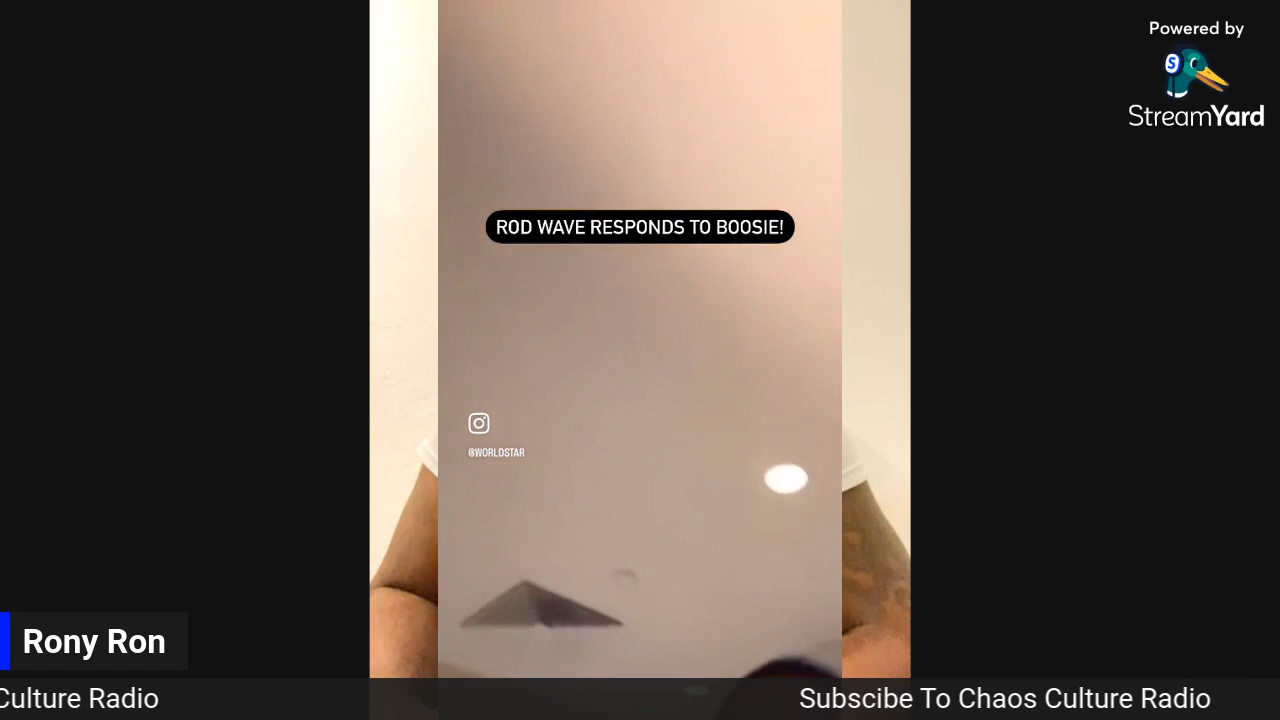 Powered by
S
StreamYard
ROD WAVE RESPONDS TO BOOSIE!
@WORLDSTAR
Rony Ron
Culture Radio
Subscibe To Chaos Culture Radio